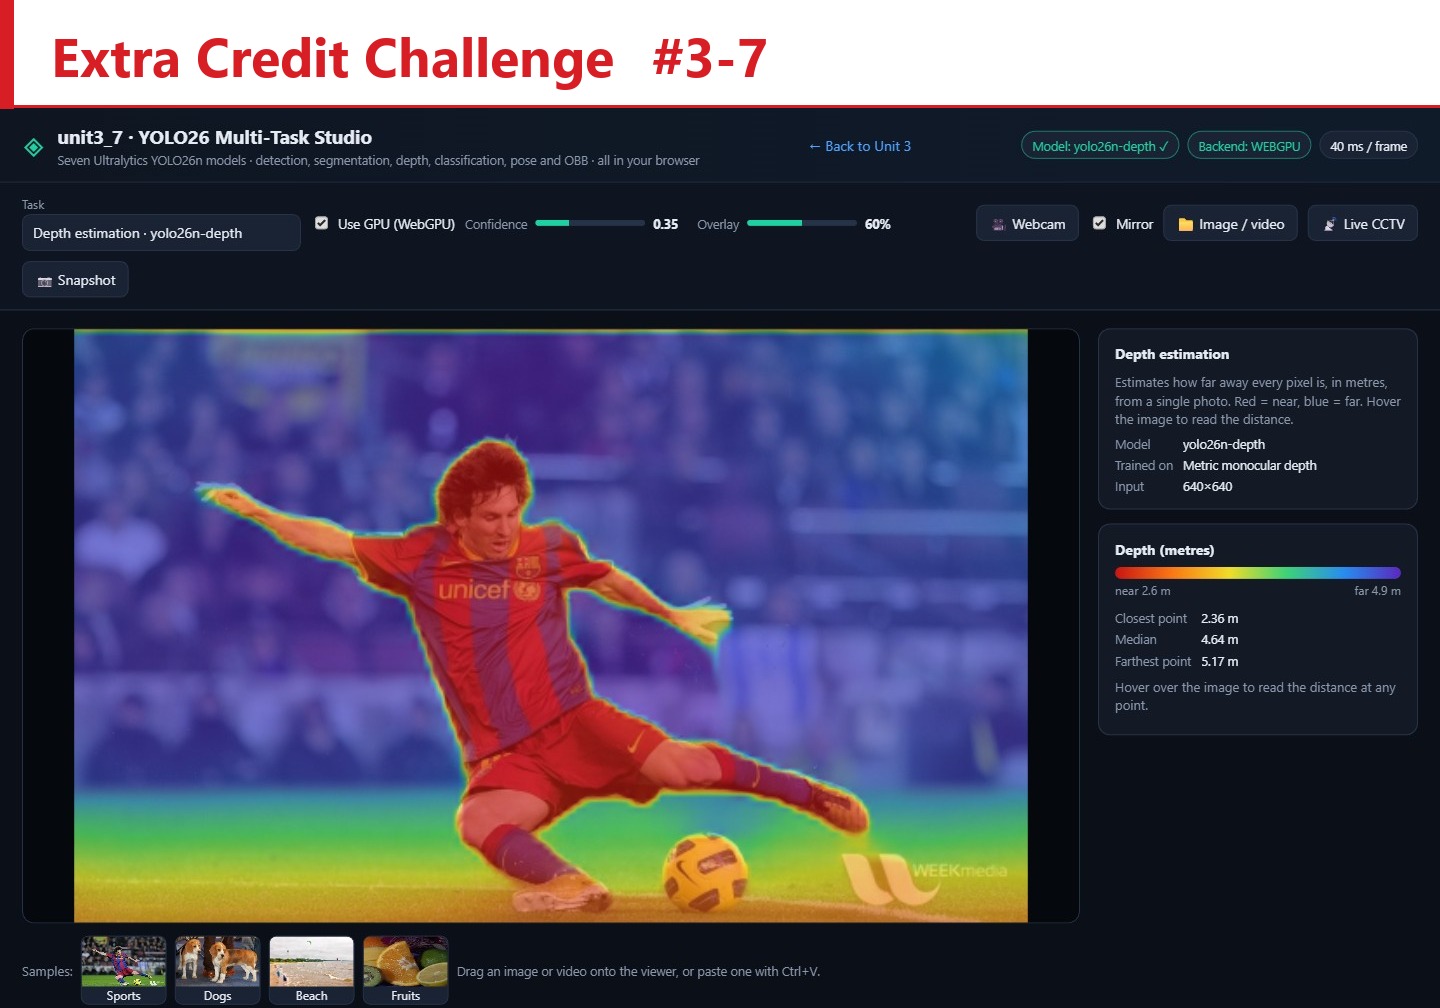 Extra Credit Challenge #3-7
unit3_7 · YOLO26 Multi-Task Studio
Seven Ultralytics YOLO26n models · detection, segmentation, depth, classification, pose and OBB · all in your browser
← Back to Unit 3
Model: yolo26n-depth ✓
Backend: WEBGPU
40 ms / frame
Task
Depth estimation · yolo26n-depth
Use GPU (WebGPU)
Confidence 0.35
Overlay 60%
Webcam
Mirror
Image / video
Live CCTV
Snapshot
unicef
WEEKmedia
Depth estimation
Estimates how far away every pixel is, in metres,
from a single photo. Red = near, blue = far. Hover
the image to read the distance.
Model yolo26n-depth
Trained on Metric monocular depth
Input 640×640
Depth (metres)
near 2.6 m far 4.9 m
Closest point 2.36 m
Median 4.64 m
Farthest point 5.17 m
Hover over the image to read the distance at any
point.
Samples:
Sports
Dogs
Beach
Fruits
Drag an image or video onto the viewer, or paste one with Ctrl+V.